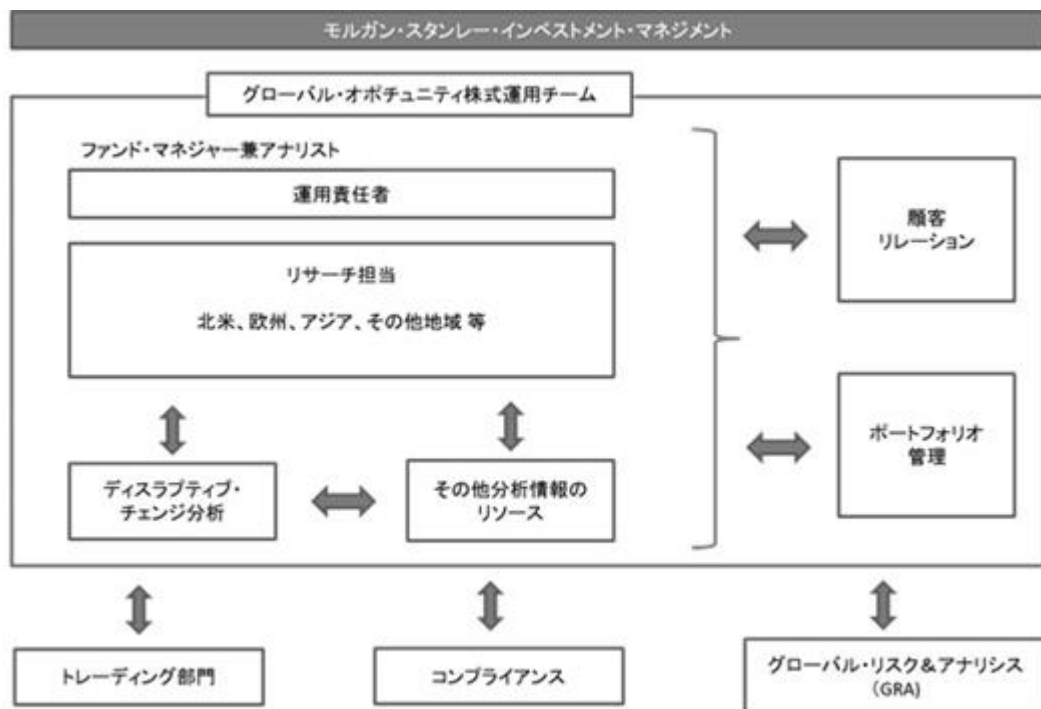 モルガン・スタンレー・インベストメント・マネジメント
グローバル・オポチュニティ株式運用チーム
ファンド・マネジャー兼アナリスト
運用責任者
リサーチ担当
北米、欧州、アジア、その他地域 等
顧客
リレーション
ディスラプティブ・
チェンジ分析
その他分析情報の
リソース
ポートフォリオ
管理
トレーディング部門
コンプライアンス
グローバル・リスク&アナリシス
(GRA)